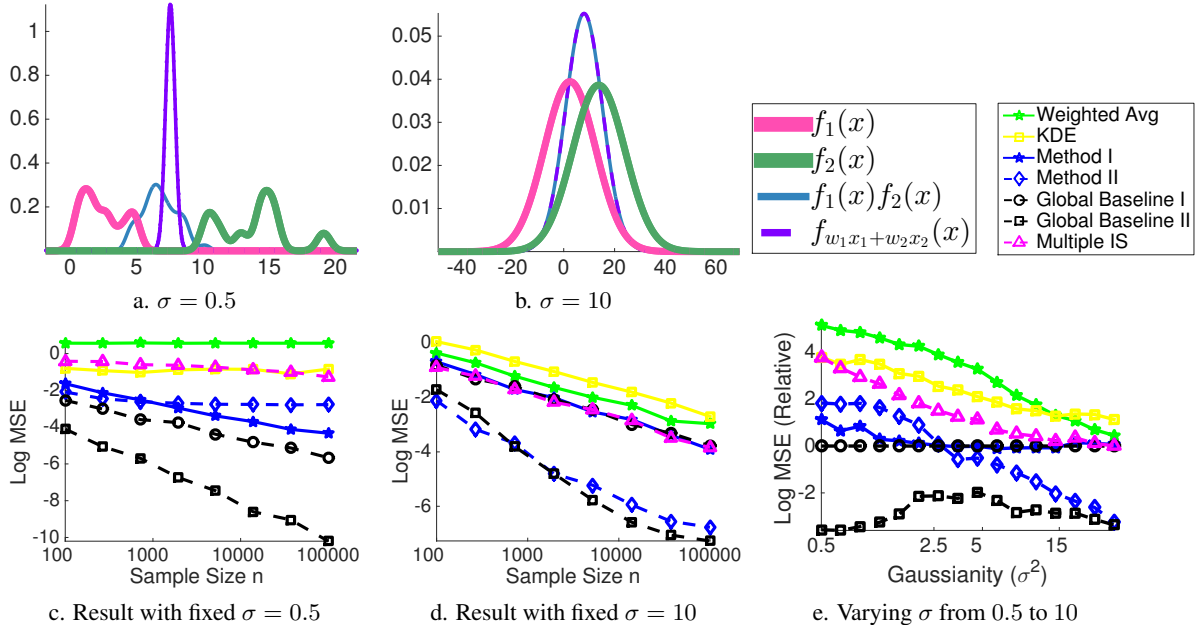 1
0.8
0.6
0.4
0.2
0 5 10 15 20
a. σ = 0.5
0.05
0.04
0.03
0.02
0.01
-40 -20 0 20 40 60
b. σ = 10
f₁(x)
f₂(x)
f₁(x)f₂(x)
f_{w₁x₁+w₂x₂}(x)
Weighted Avg
KDE
Method I
Method II
Global Baseline I
Global Baseline II
Multiple IS
Log MSE
0
-2
-4
-6
-8
-10
100 1000 10000 100000
Sample Size n
c. Result with fixed σ = 0.5
Log MSE
0
-2
-4
-6
100 1000 10000 100000
Sample Size n
d. Result with fixed σ = 10
Log MSE (Relative)
4
2
0
-2
0.5 2.5 5 15
Gaussianity (σ²)
e. Varying σ from 0.5 to 10